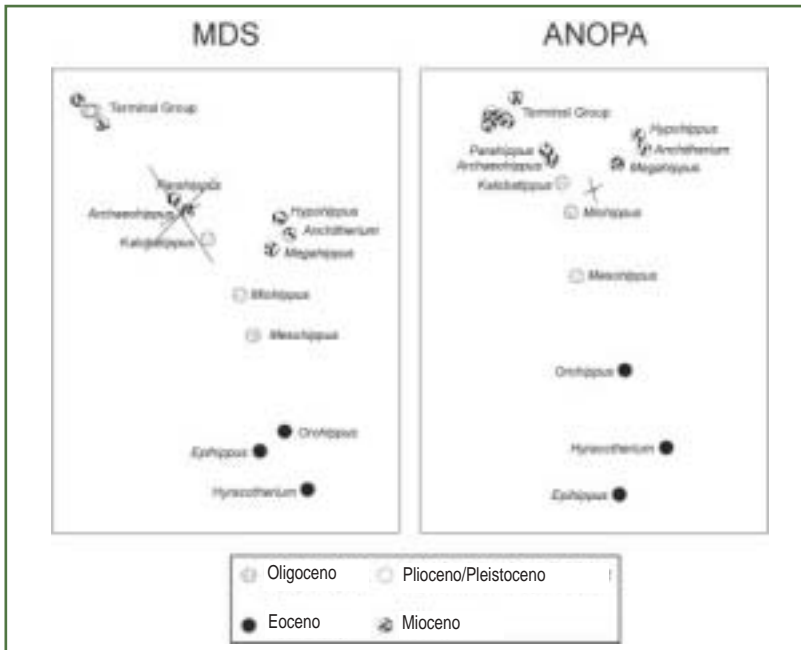 MDS
Terminal Group
Parahippus
Archaeohippus
Kalobatippus
Hypohippus
Anchitherium
Megahippus
Miohippus
Mesohippus
Orohippus
Epihippus
Hyracotherium
ANOPA
Terminal Group
Parahippus
Archaeohippus
Kalobatippus
Hypohippus
Anchitherium
Megahippus
Miohippus
Mesohippus
Orohippus
Hyracotherium
Epihippus
Oligoceno Plioceno/Pleistoceno
Eoceno Mioceno